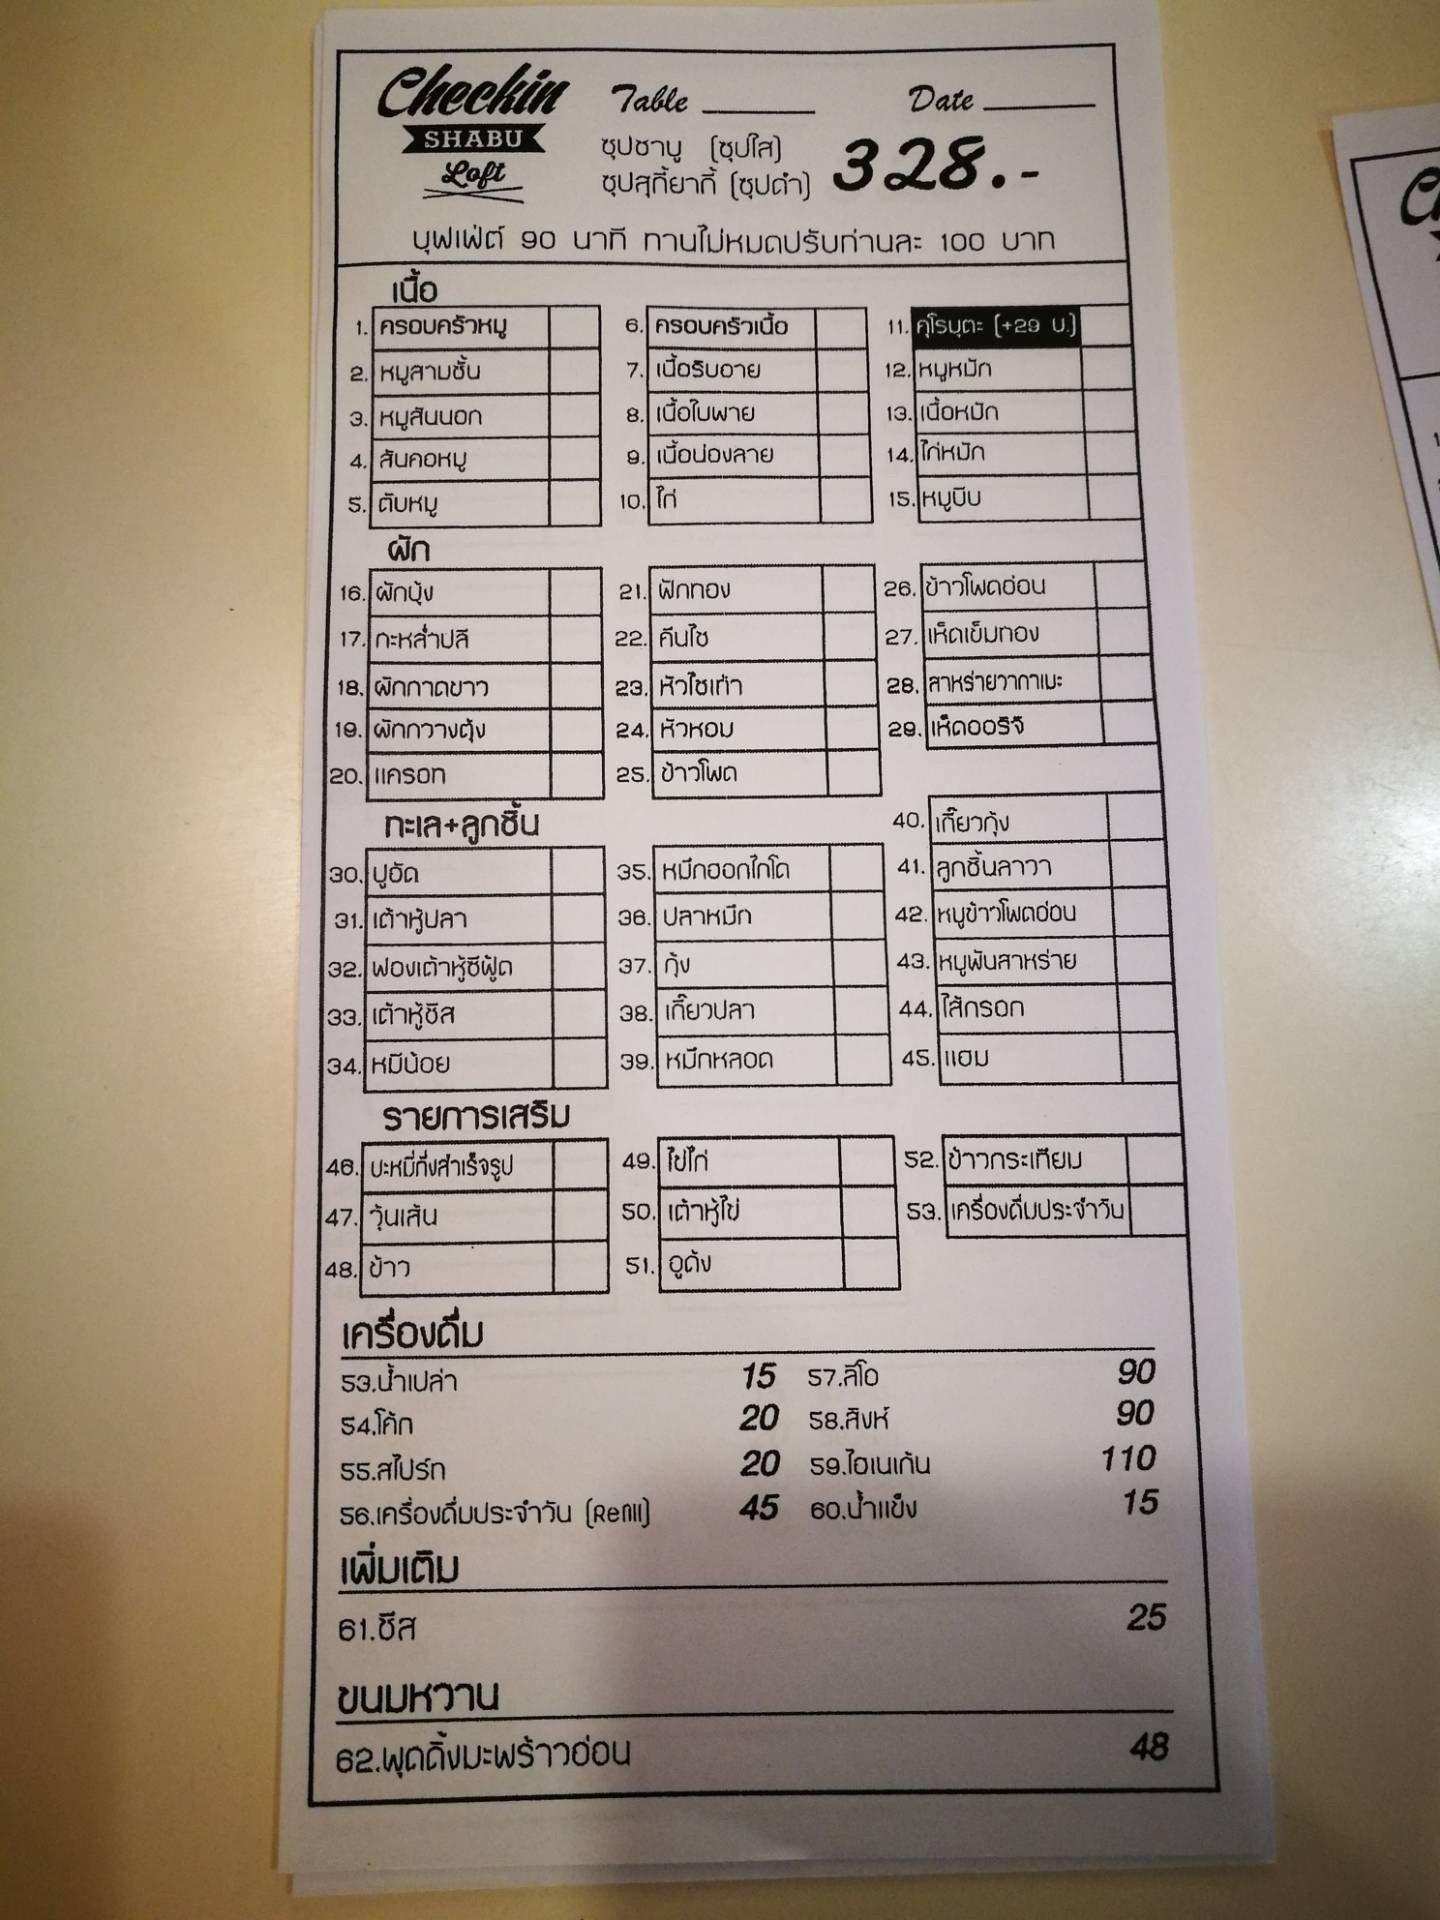 Checkin
SHABU
Loft
Table Date
ซุปชาบู (ซุปใส)
ซุปสุกี้ยากี้ (ซุปดำ)
328.-
บุฟเฟ่ต์ 90 นาที ทานไม่หมดปรับท่านละ 100 บาท
เนื้อ
1. ครอบครัวหมู
2. หมูสามชั้น
3. หมูสันนอก
4. สันคอหมู
5. ตับหมู
6. ครอบครัวเนื้อ
7. เนื้อริบอาย
8. เนื้อใบพาย
9. เนื้อน่องลาย
10. ไก่
11. คุโรบุตะ (+29 บ.)
12. หมูหมัก
13. เนื้อหมัก
14. ไก่หมัก
15. หมูบีบ
ผัก
16. ผักบุ้ง
17. กะหล่ำปลี
18. ผักกาดขาว
19. ผักกวางตุ้ง
20. แครอท
21. ฟักทอง
22. คึนไช
23. หัวไชเท้า
24. หัวหอม
25. ข้าวโพด
26. ข้าวโพดอ่อน
27. เห็ดเข็มทอง
28. สาหร่ายวากาเมะ
29. เห็ดออริจิ
ทะเล+ลูกชิ้น
30. ปูอัด
31. เต้าหู้ปลา
32. ฟองเต้าหู้ซีฟู้ด
33. เต้าหู้ชีส
34. หมีน้อย
35. หมึกฮอกไกโด
36. ปลาหมึก
37. กุ้ง
38. เกี๊ยวปลา
39. หมึกหลอด
40. เกี๊ยวกุ้ง
41. ลูกชิ้นลาวา
42. หมูข้าวโพดอ่อน
43. หมูพันสาหร่าย
44. ไส้กรอก
45. แฮม
รายการเสริม
46. บะหมี่กึ่งสำเร็จรูป
47. วุ้นเส้น
48. ข้าว
49. ไข่ไก่
50. เต้าหู้ไข่
51. อูด้ง
52. ข้าวกระเทียม
53. เครื่องดื่มประจำวัน
เครื่องดื่ม
53.น้ำเปล่า 15
54.โค้ก 20
55.สไปร์ท 20
56.เครื่องดื่มประจำวัน (Refill) 45
57.ลีโอ 90
58.สิงห์ 90
59.ไฮเนเก้น 110
60.น้ำแข็ง 15
เพิ่มเติม
61.ชีส 25
ขนมหวาน
62.พุดดิ้งมะพร้าวอ่อน 48